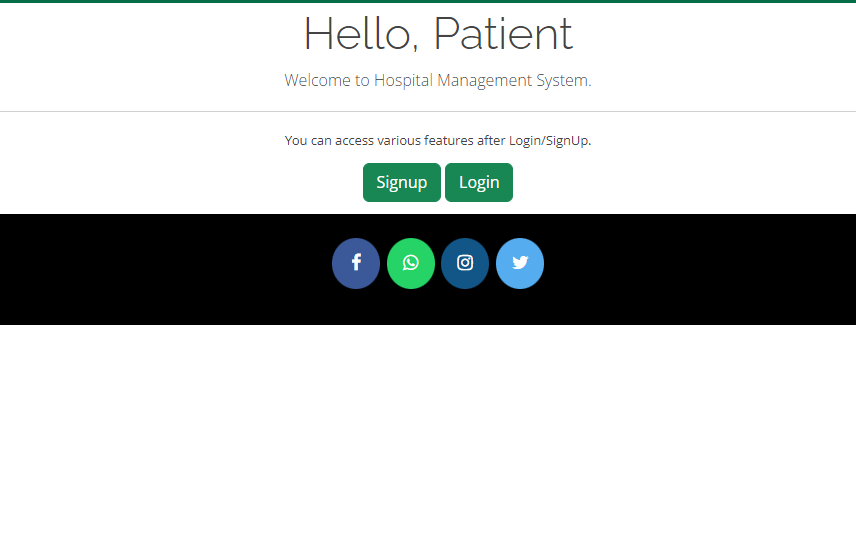 Hello, Patient
Welcome to Hospital Management System.
You can access various features after Login/SignUp.
Signup Login